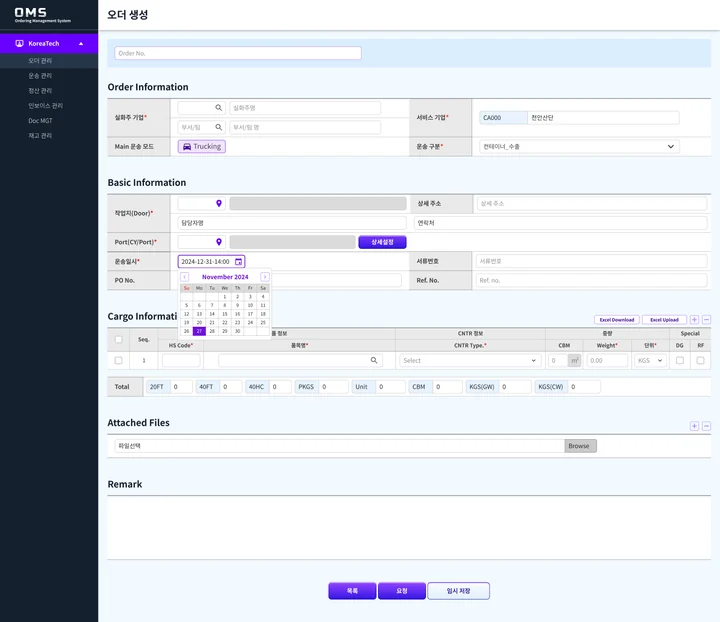 OMS
Ordering Management System
오더 생성
KoreaTech
오더 관리
운송 관리
정산 관리
인보이스 관리
Doc MGT
재고 관리
Order No.
Order Information
실화주 기업*
실화주명
부서/팀
부서/팀 명
서비스 기업*
CA000
천안산단
Main 운송 모드
Trucking
운송 구분*
컨테이너_수출
Basic Information
작업지(Door)*
상세 주소
상세 주소
담당자명
연락처
Port(CY/Port)*
상세설정
운송일시*
2024-12-31-14:00
서류번호
서류번호
PO No.
Ref. No.
Ref. no.
November 2024
Su Mo Tu We Th Fr Sa
1 2 3 4
5 6 7 8 9 10 11
12 13 14 15 16 17 18
19 20 21 22 23 24 25
26 27 28 29 30
Cargo Informati
Excel Download
Excel Upload
Seq.
정보
CNTR 정보
중량
Special
HS Code*
품목명*
CNTR Type.*
CBM
Weight*
단위*
DG
RF
1
Select
0
m²
0.00
KGS
Total
20FT 0
40FT 0
40HC 0
PKGS 0
Unit 0
CBM 0
KGS(GW) 0
KGS(CW) 0
Attached Files
파일선택
Browse
Remark
목록
요청
임시 저장